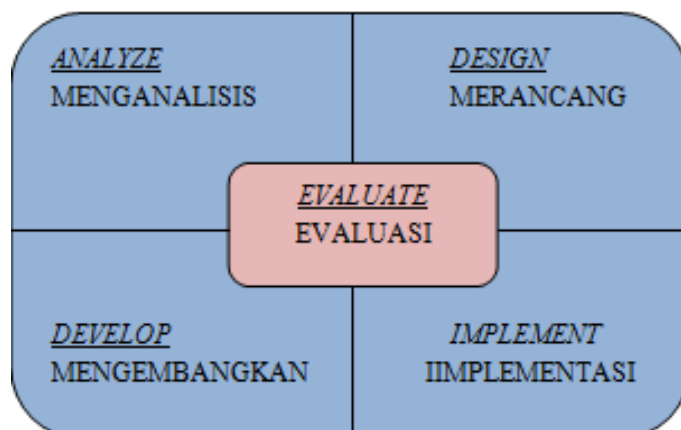 ANALYZE
MENGANALISIS
DESIGN
MERANCANG
EVALUATE
EVALUASI
DEVELOP
MENGEMBANGKAN
IMPLEMENT
IIMPLEMENTASI